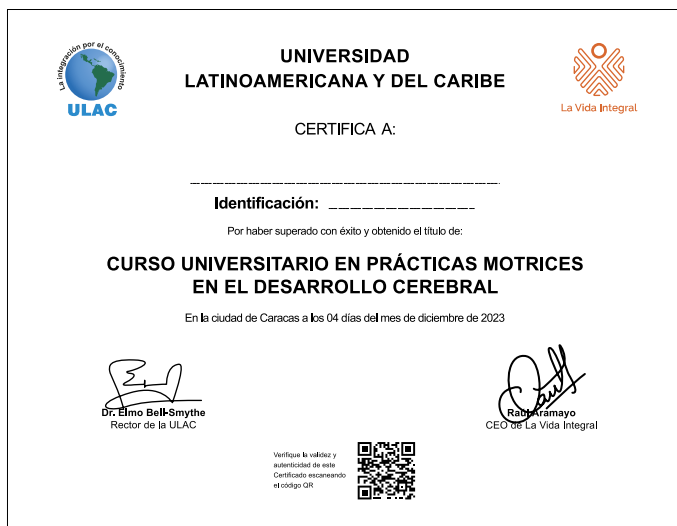 La integración por el conocimiento
ULAC
UNIVERSIDAD
LATINOAMERICANA Y DEL CARIBE
La Vida Integral
CERTIFICA A:
Identificación:
Por haber superado con éxito y obtenido el título de:
CURSO UNIVERSITARIO EN PRÁCTICAS MOTRICES
EN EL DESARROLLO CEREBRAL
En la ciudad de Caracas a los 04 días del mes de diciembre de 2023
Dr. Elmo Bell-Smythe
Rector de la ULAC
Raúl Aramayo
CEO de La Vida Integral
Verifique la validez y
autenticidad de este
Certificado escaneando
el código QR